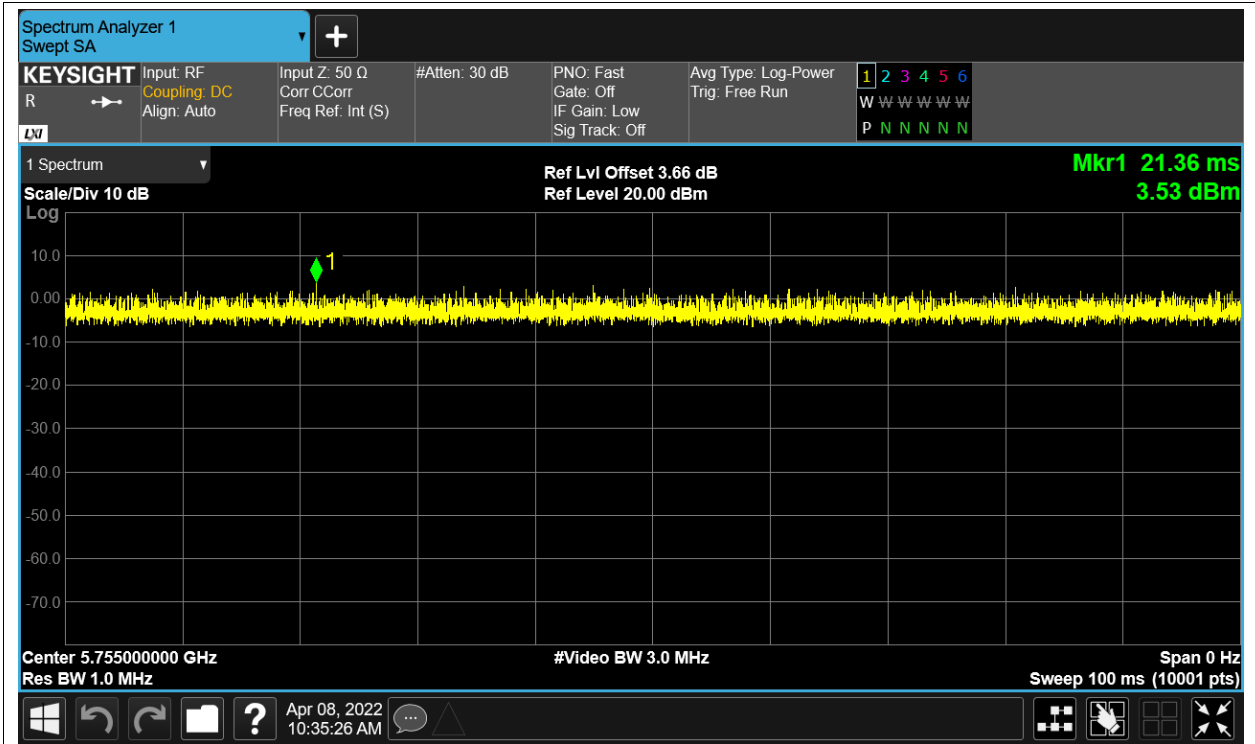 Spectrum Analyzer 1
Swept SA
KEYSIGHT
R
LXI
Input: RF
Coupling: DC
Align: Auto
Input Z: 50 Ω
Corr CCorr
Freq Ref: Int (S)
#Atten: 30 dB
PNO: Fast
Gate: Off
IF Gain: Low
Sig Track: Off
Avg Type: Log-Power
Trig: Free Run
1 2 3 4 5 6
W W W W W W
P N N N N N
1 Spectrum
Scale/Div 10 dB
Ref Lvl Offset 3.66 dB
Ref Level 20.00 dBm
Mkr1 21.36 ms
3.53 dBm
Log
10.0
1
0.00
-10.0
-20.0
-30.0
-40.0
-50.0
-60.0
-70.0
Center 5.755000000 GHz
#Video BW 3.0 MHz
Span 0 Hz
Res BW 1.0 MHz
Sweep 100 ms (10001 pts)
?
Apr 08, 2022
10:35:26 AM